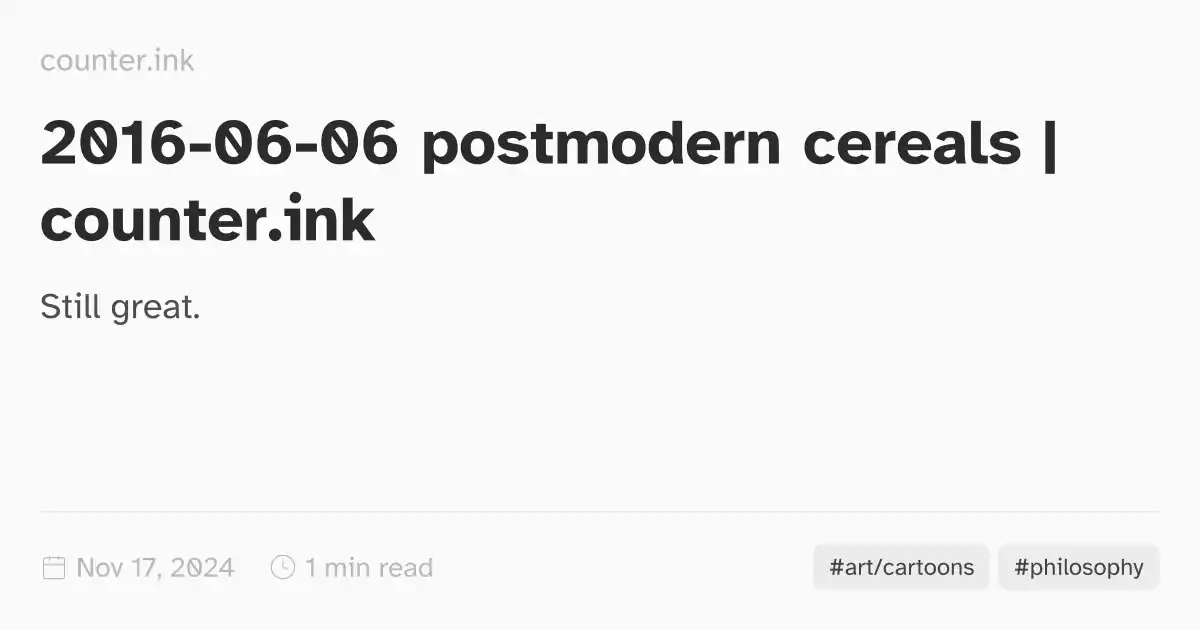 counter.ink
2016-06-06 postmodern cereals |
counter.ink
Still great.
Nov 17, 2024
1 min read
#art/cartoons
#philosophy